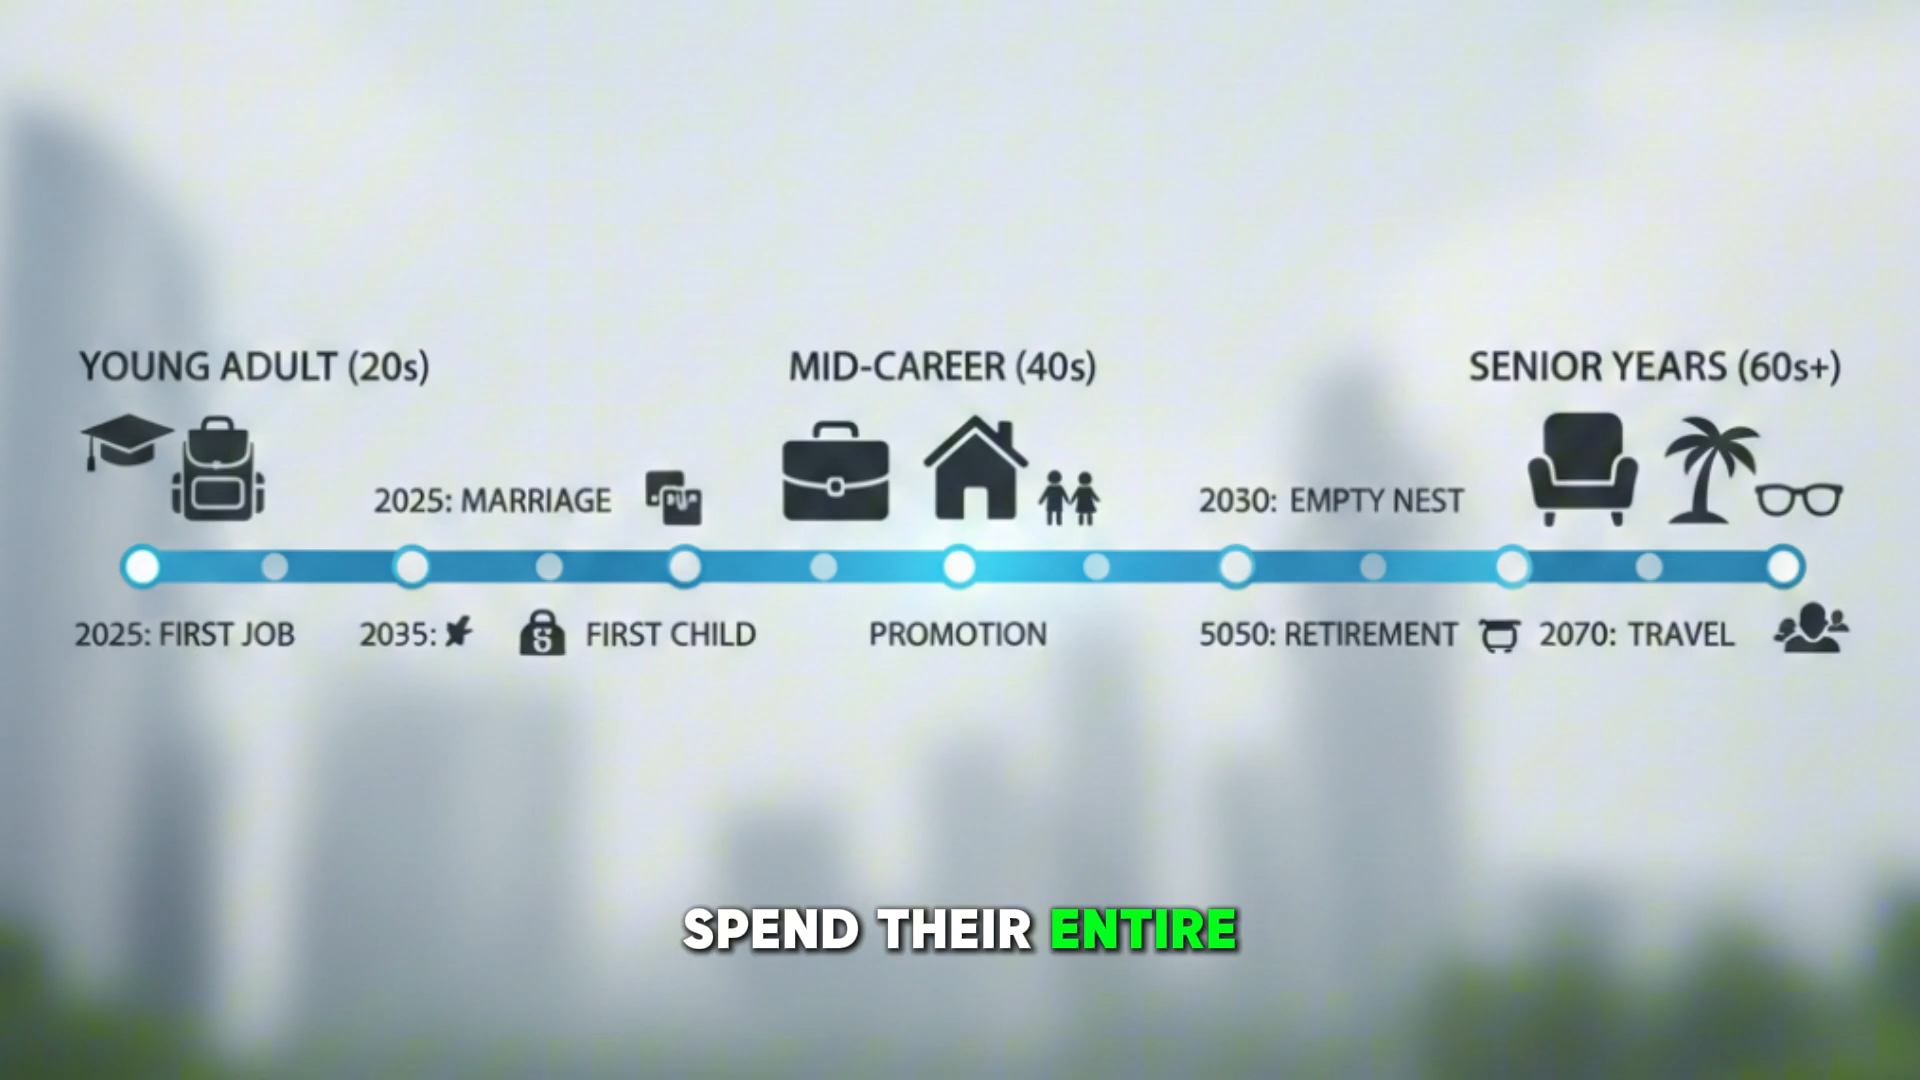 YOUNG ADULT (20s)
MID-CAREER (40s)
SENIOR YEARS (60s+)
2025: MARRIAGE
2030: EMPTY NEST
2025: FIRST JOB
2035:
FIRST CHILD
PROMOTION
5050: RETIREMENT
2070: TRAVEL
SPEND THEIR ENTIRE